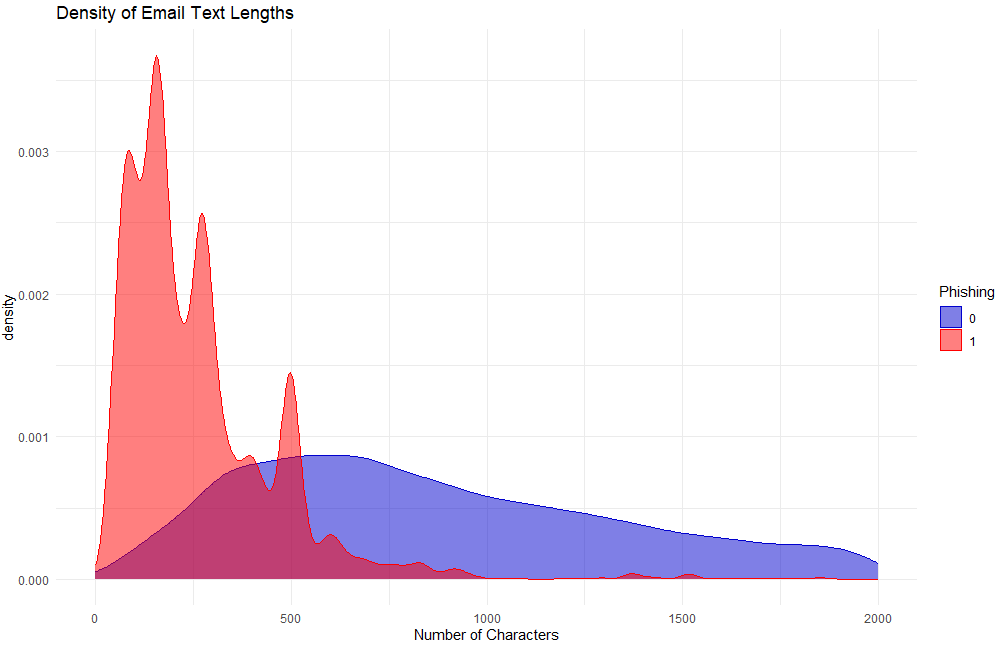 Density of Email Text Lengths
0.003
0.002
0.001
0.000
density
0
500
1000
1500
2000
Number of Characters
Phishing
0
1